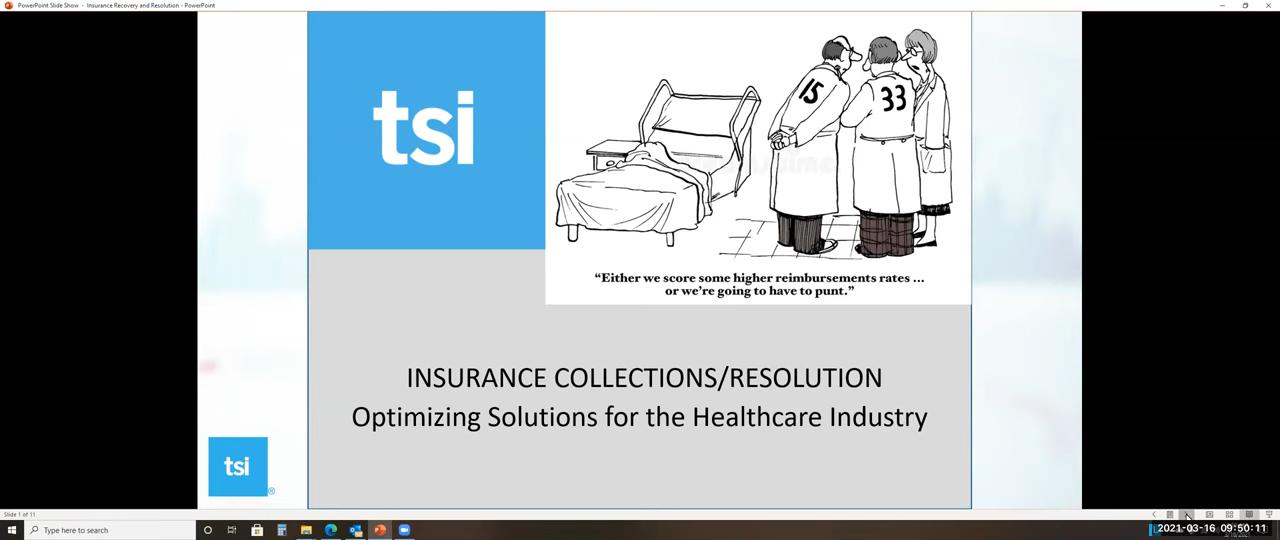 PowerPoint Slide Show - Insurance Recovery and Resolution - PowerPoint
tsi
15
33
“Either we score some higher reimbursements rates ...
or we’re going to have to punt.”
INSURANCE COLLECTIONS/RESOLUTION
Optimizing Solutions for the Healthcare Industry
tsi
®
Slide 1 of 11
Type here to search
2021-03-16 09:50:11